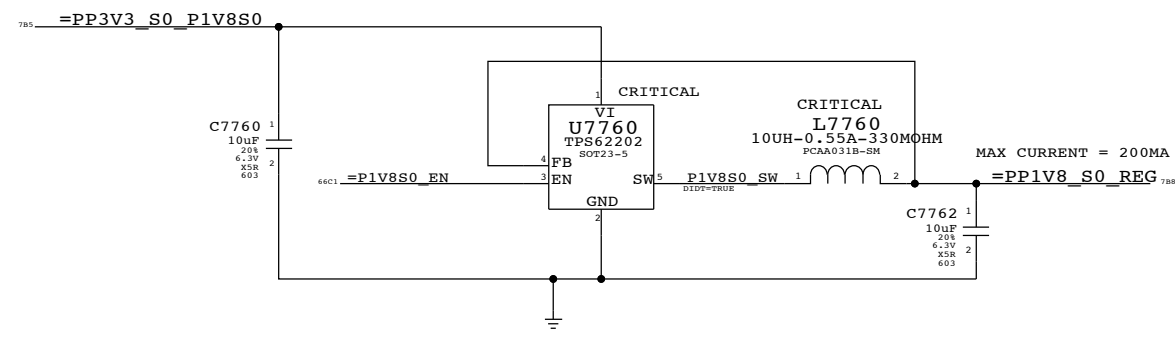 7B5
=PP3V3_S0_P1V8S0
1
CRITICAL
CRITICAL
L7760
10UH-0.55A-330MOHM
PCAA031B-SM
C7760
1
10uF
20%
6.3V
X5R
603
2
VI
U7760
TPS62202
SOT23-5
4
FB
MAX CURRENT = 200MA
66C1
=P1V8S0_EN
3
EN
SW
5
P1V8S0_SW
DIDT=TRUE
1
2
=PP1V8_S0_REG
7B8
GND
2
C7762
1
10uF
20%
6.3V
X5R
603
2